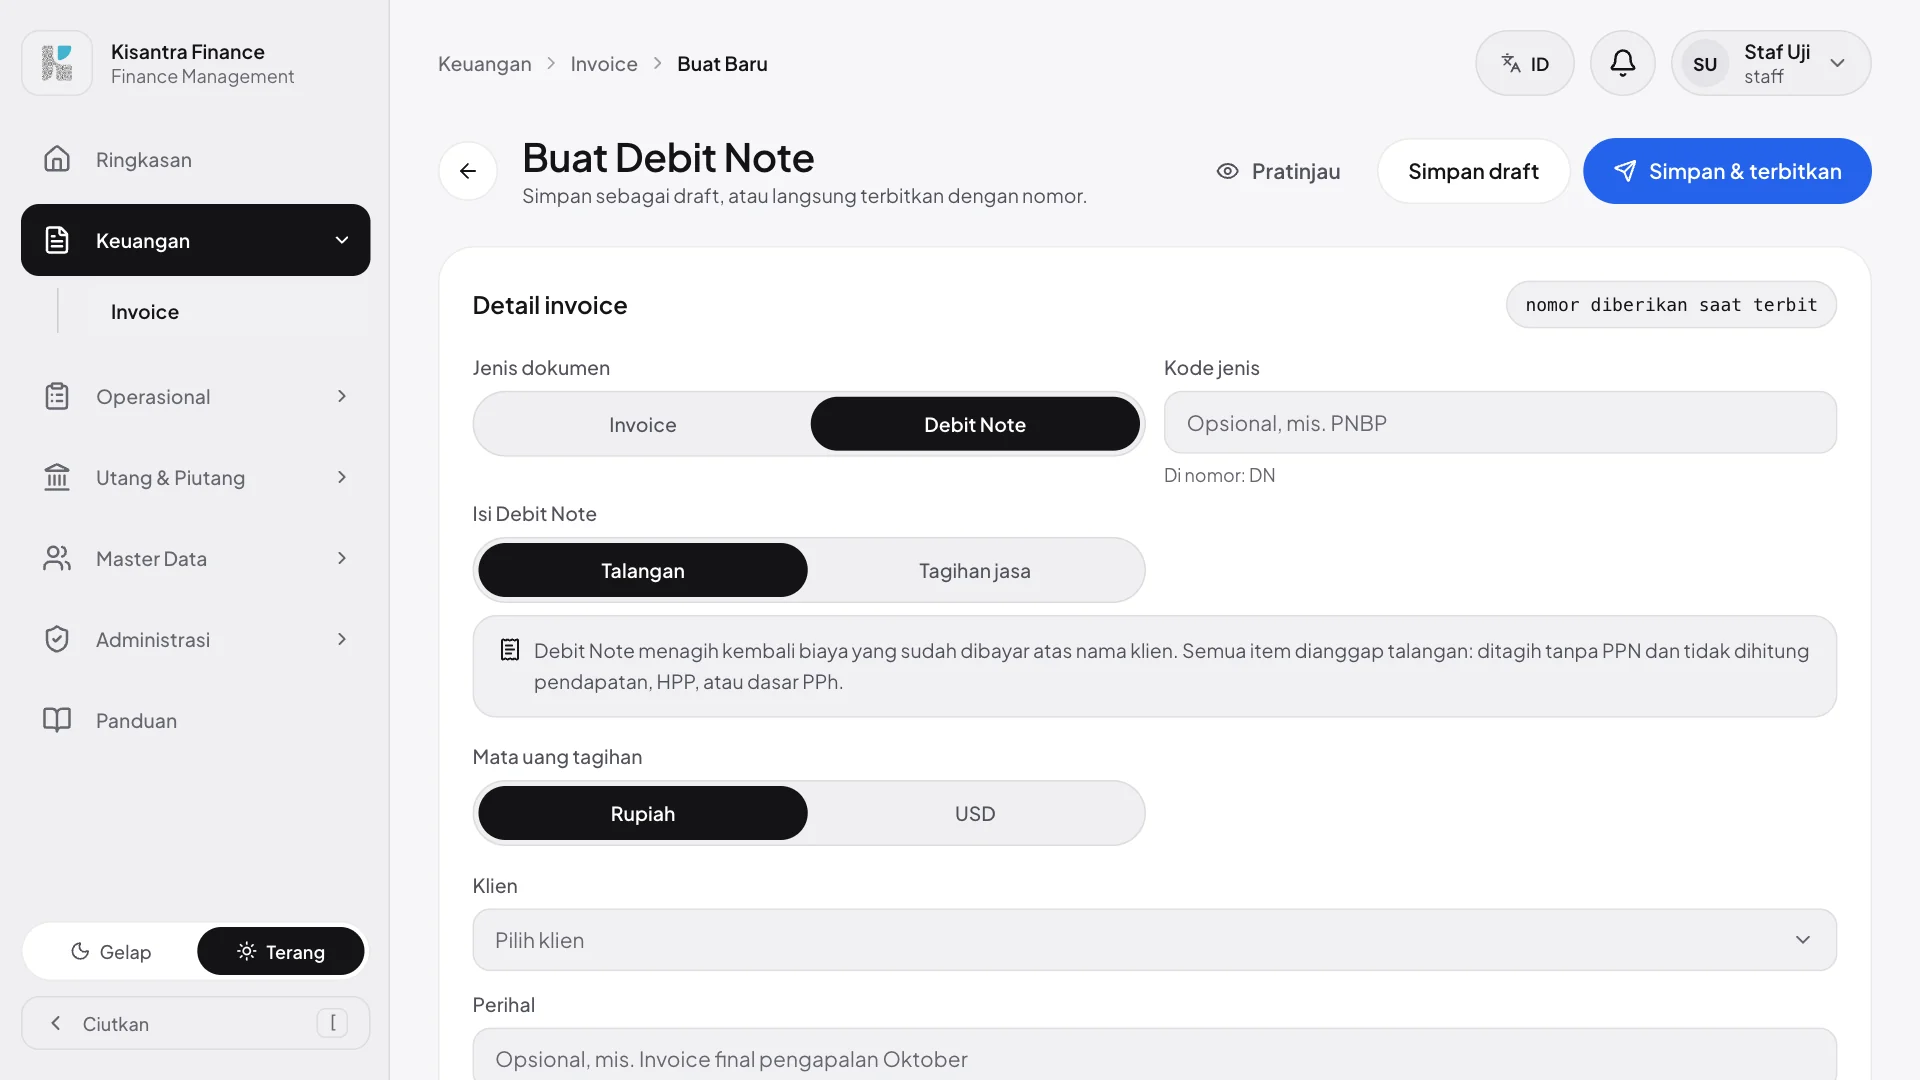 Kisantra Finance
Finance Management
Ringkasan
Keuangan
Invoice
Operasional
Utang & Piutang
Master Data
Administrasi
Panduan
Gelap
Terang
Ciutkan
[
Keuangan > Invoice > Buat Baru
ID
SU
Staf Uji
staff
Buat Debit Note
Simpan sebagai draft, atau langsung terbitkan dengan nomor.
Pratinjau
Simpan draft
Simpan & terbitkan
Detail invoice
nomor diberikan saat terbit
Jenis dokumen
Invoice
Debit Note
Kode jenis
Opsional, mis. PNBP
Di nomor: DN
Isi Debit Note
Talangan
Tagihan jasa
Debit Note menagih kembali biaya yang sudah dibayar atas nama klien. Semua item dianggap talangan: ditagih tanpa PPN dan tidak dihitung
pendapatan, HPP, atau dasar PPh.
Mata uang tagihan
Rupiah
USD
Klien
Pilih klien
Perihal
Opsional, mis. Invoice final pengapalan Oktober